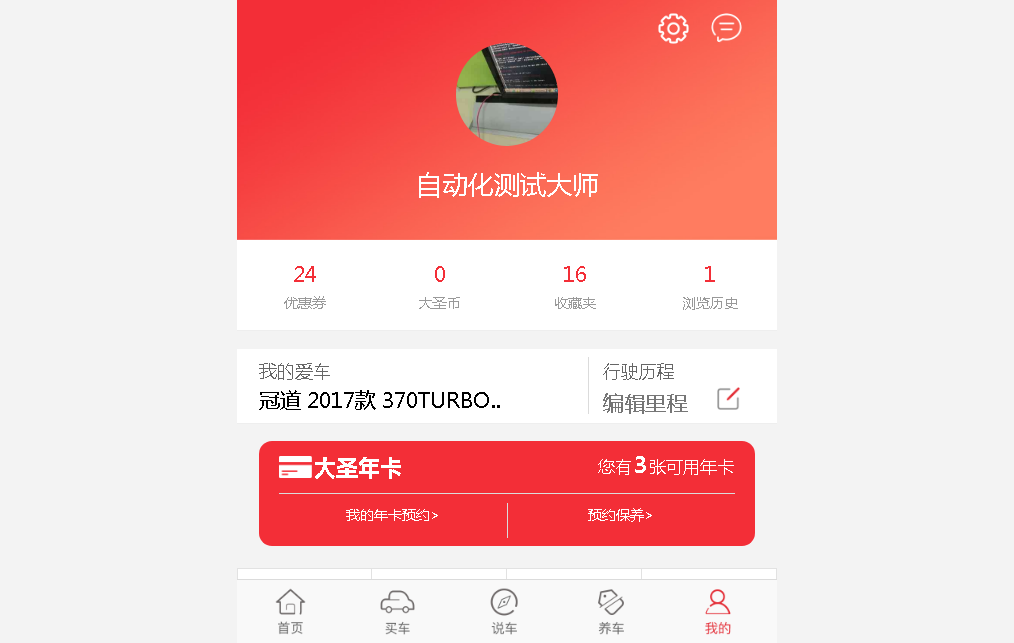 自动化测试大师
24 0 16 1
优惠券 大圣币 收藏夹 浏览历史
我的爱车 行驶历程
冠道 2017款 370TURBO.. 编辑里程
大圣年卡 您有3张可用年卡
我的年卡预约> 预约保养>
首页 买车 说车 养车 我的